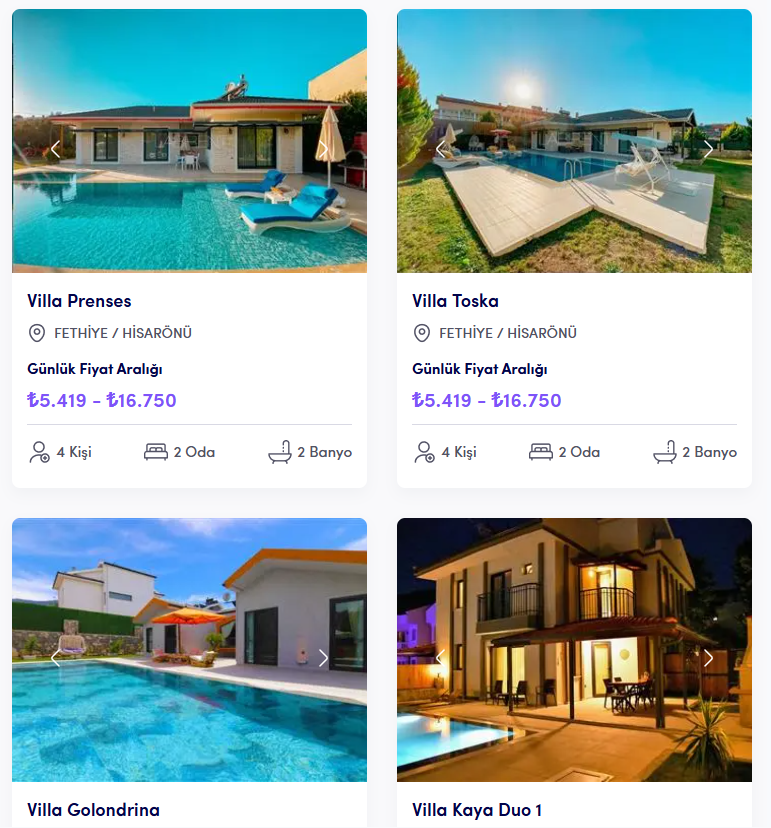 Villa Prenses
FETHİYE / HİSARÖNÜ
Günlük Fiyat Aralığı
₺5.419 - ₺16.750
4 Kişi
2 Oda
2 Banyo
Villa Toska
FETHİYE / HİSARÖNÜ
Günlük Fiyat Aralığı
₺5.419 - ₺16.750
4 Kişi
2 Oda
2 Banyo
Villa Golondrina
Villa Kaya Duo 1